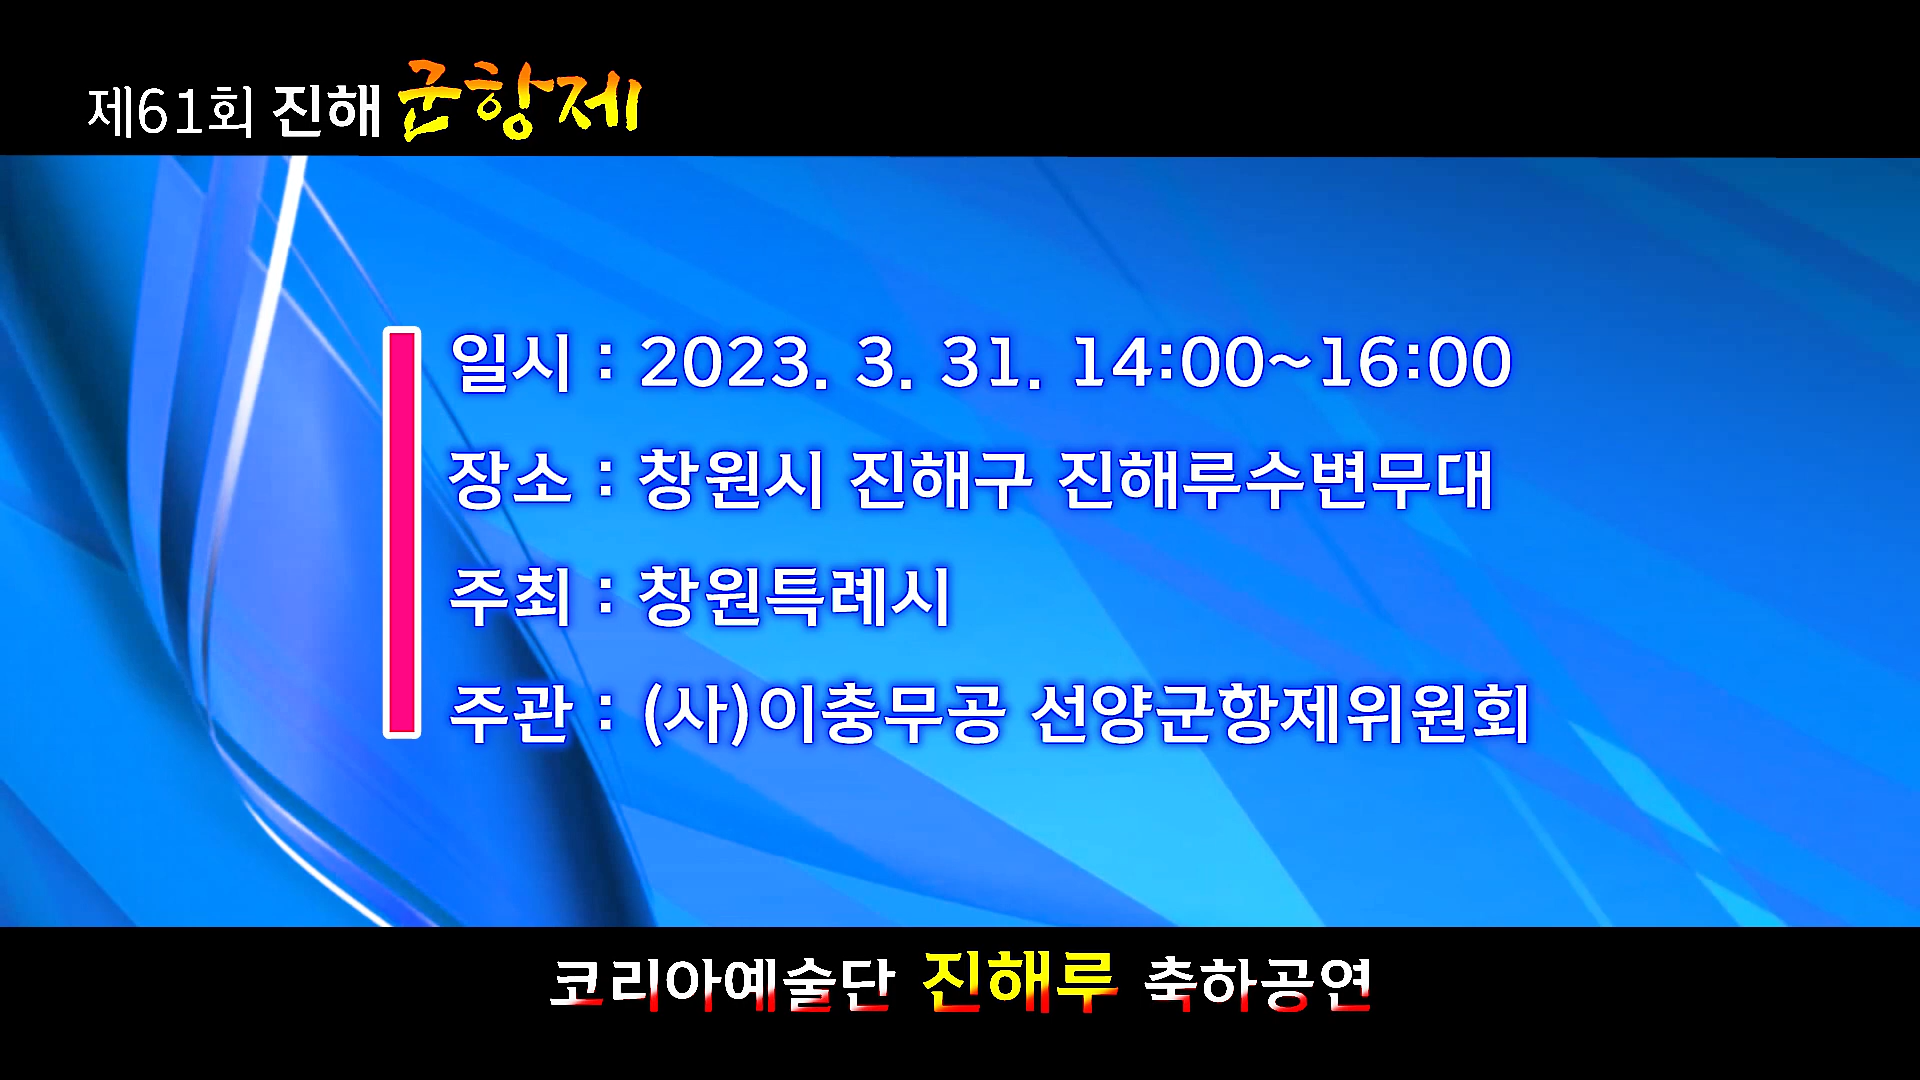 제61회 진해 군항제
일시 : 2023. 3. 31. 14:00~16:00
장소 : 창원시 진해구 진해루수변무대
주최 : 창원특례시
주관 : (사)이충무공 선양군항제위원회
코리아예술단 진해루 축하공연